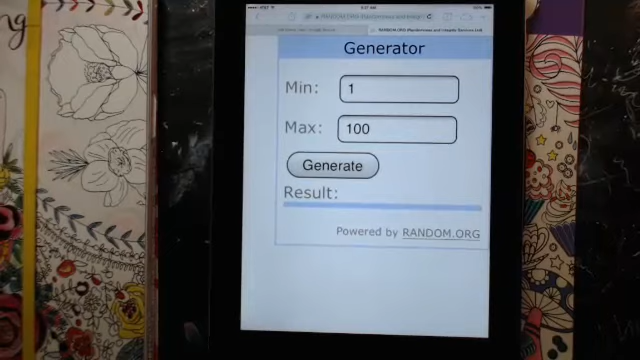 Generator
Min: 1
Max: 100
Generate
Result:
Powered by RANDOM.ORG